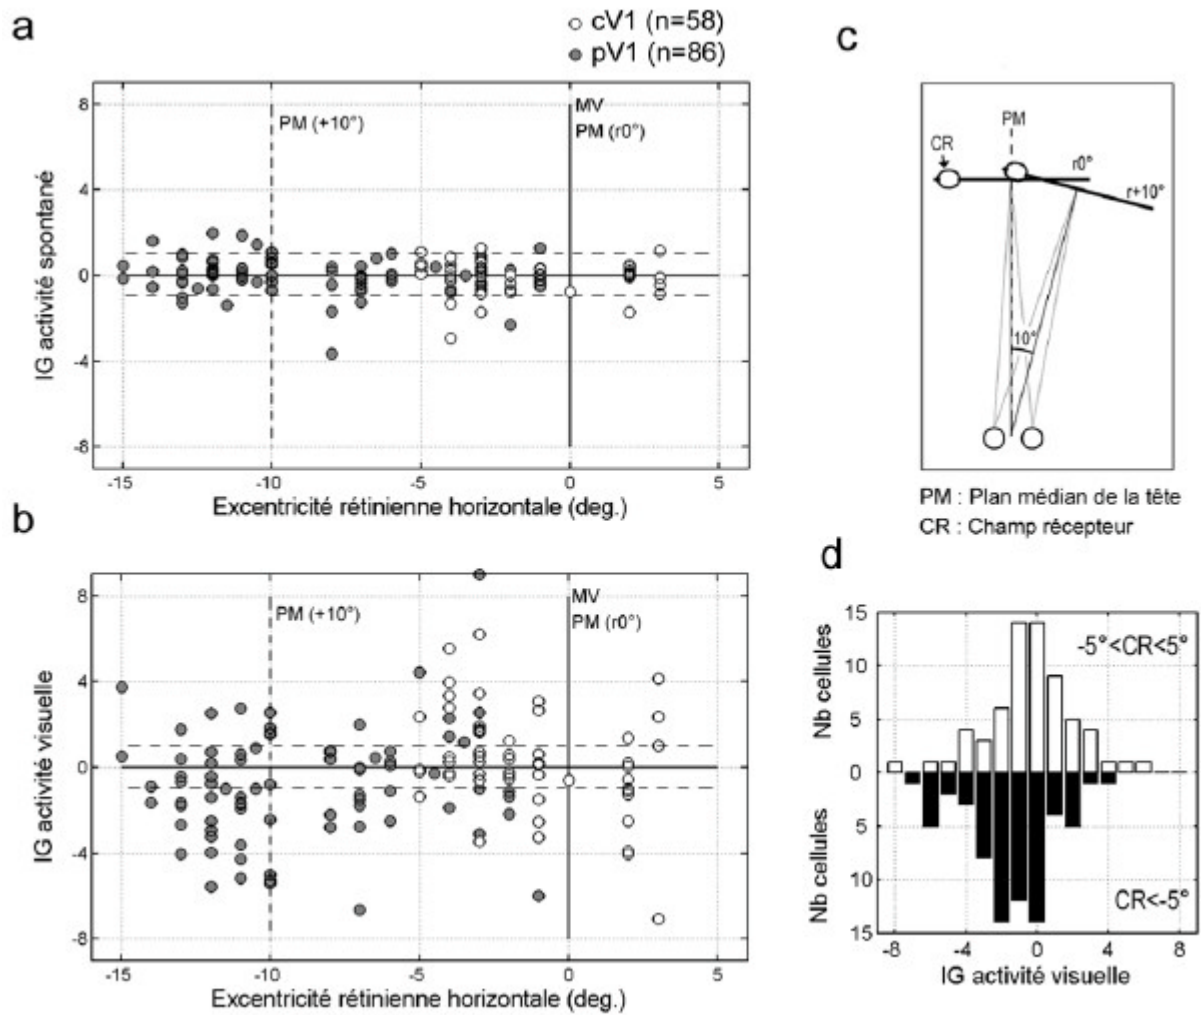 a
cV1 (n=58)
pV1 (n=86)
8
4
0
-4
-8
IG activité spontané
PM (+10°)
MV
PM (r0°)
-15 -10 -5 0 5
Excentricité rétinienne horizontale (deg.)
b
8
4
0
-4
-8
IG activité visuelle
PM (+10°)
MV
PM (r0°)
-15 -10 -5 0 5
Excentricité rétinienne horizontale (deg.)
c
PM
CR
r0°
r+10°
10°
PM : Plan médian de la tête
CR : Champ récepteur
d
15
10
5
0
5
10
15
Nb cellules
Nb cellules
-5°<CR<5°
CR<-5°
-8 -4 0 4 8
IG activité visuelle